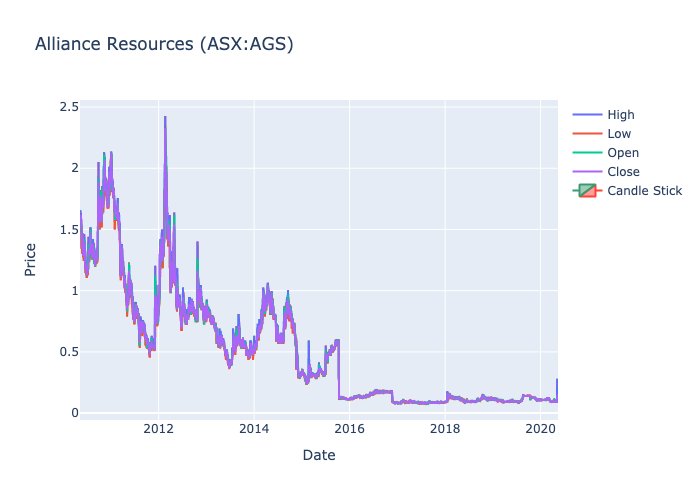 Alliance Resources (ASX:AGS)
2.5
2
1.5
1
0.5
0
Price
2012
2014
2016
2018
2020
Date
High
Low
Open
Close
Candle Stick